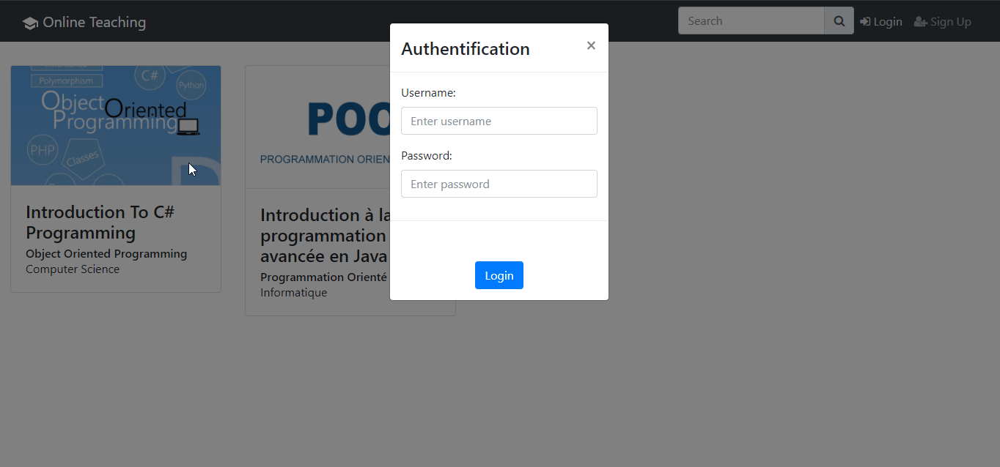 Online Teaching
Search
Login
Sign Up
Authentification
×
Username:
Enter username
Password:
Enter password
Login
Polymorphism
C#
Python
Object Oriented
Programming
PHP
Classes
Introduction To C#
Programming
Object Oriented Programming
Computer Science
POO
PROGRAMMATION
Introduction à la
programmation
avancée en Java
Programmation Orienté
Informatique